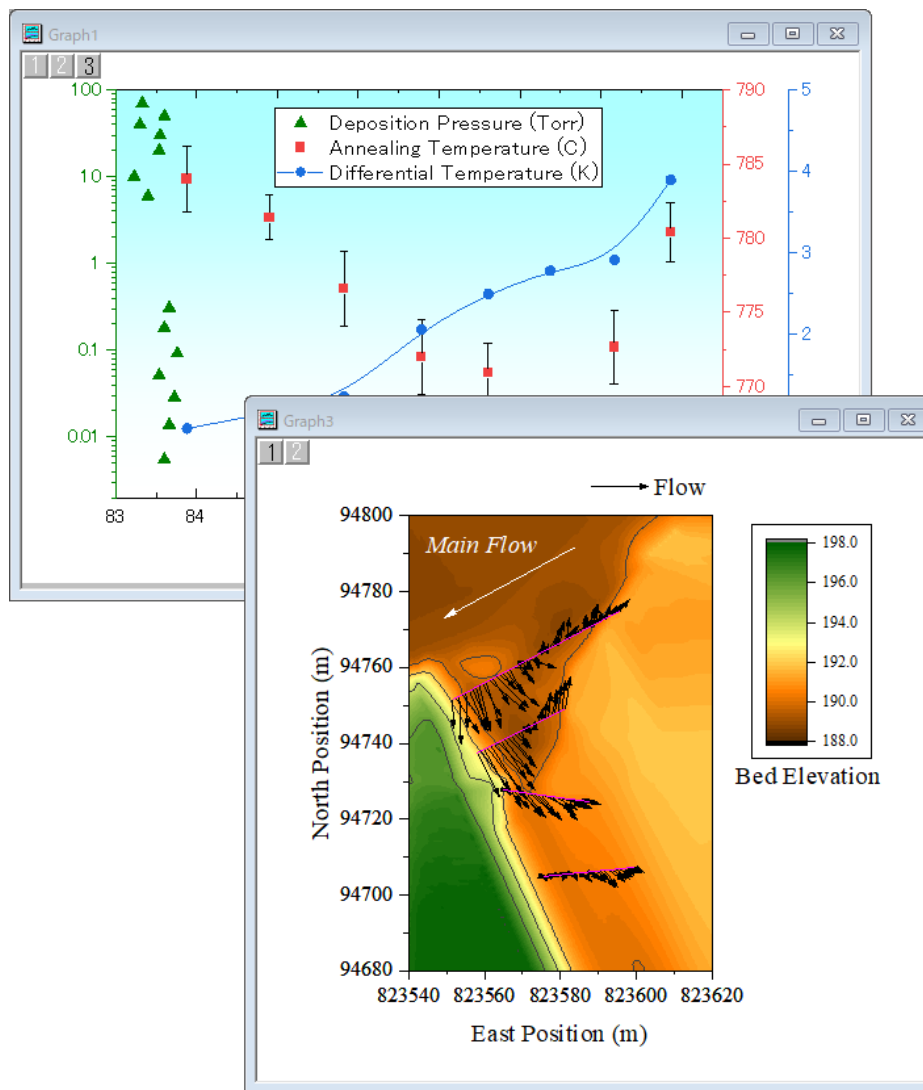 Graph1
1 2 3
Deposition Pressure (Torr)
Annealing Temperature (C)
Differential Temperature (K)
100
10
1
0.1
0.01
790
785
780
775
770
5
4
3
2
83 84
Graph3
1 2
Flow
Main Flow
94800
94780
94760
94740
94720
94700
94680
North Position (m)
823540 823560 823580 823600 823620
East Position (m)
198.0
196.0
194.0
192.0
190.0
188.0
Bed Elevation